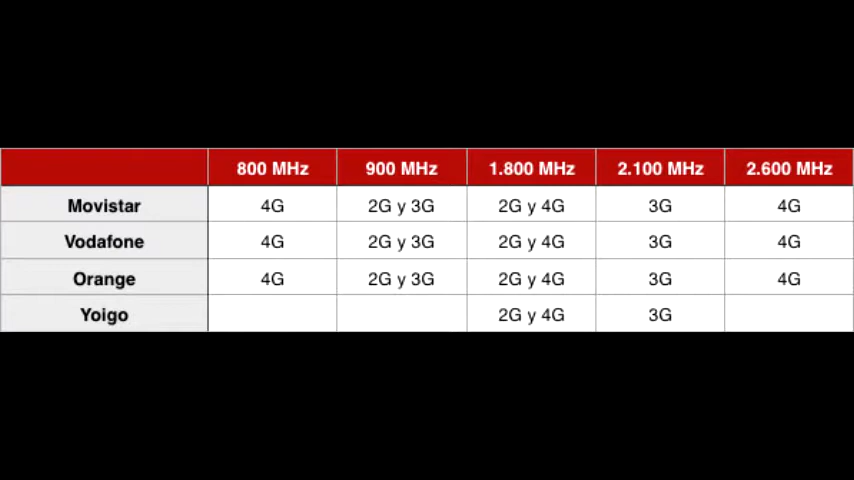 800 MHz 900 MHz 1.800 MHz 2.100 MHz 2.600 MHz
Movistar 4G 2G y 3G 2G y 4G 3G 4G
Vodafone 4G 2G y 3G 2G y 4G 3G 4G
Orange 4G 2G y 3G 2G y 4G 3G 4G
Yoigo 2G y 4G 3G